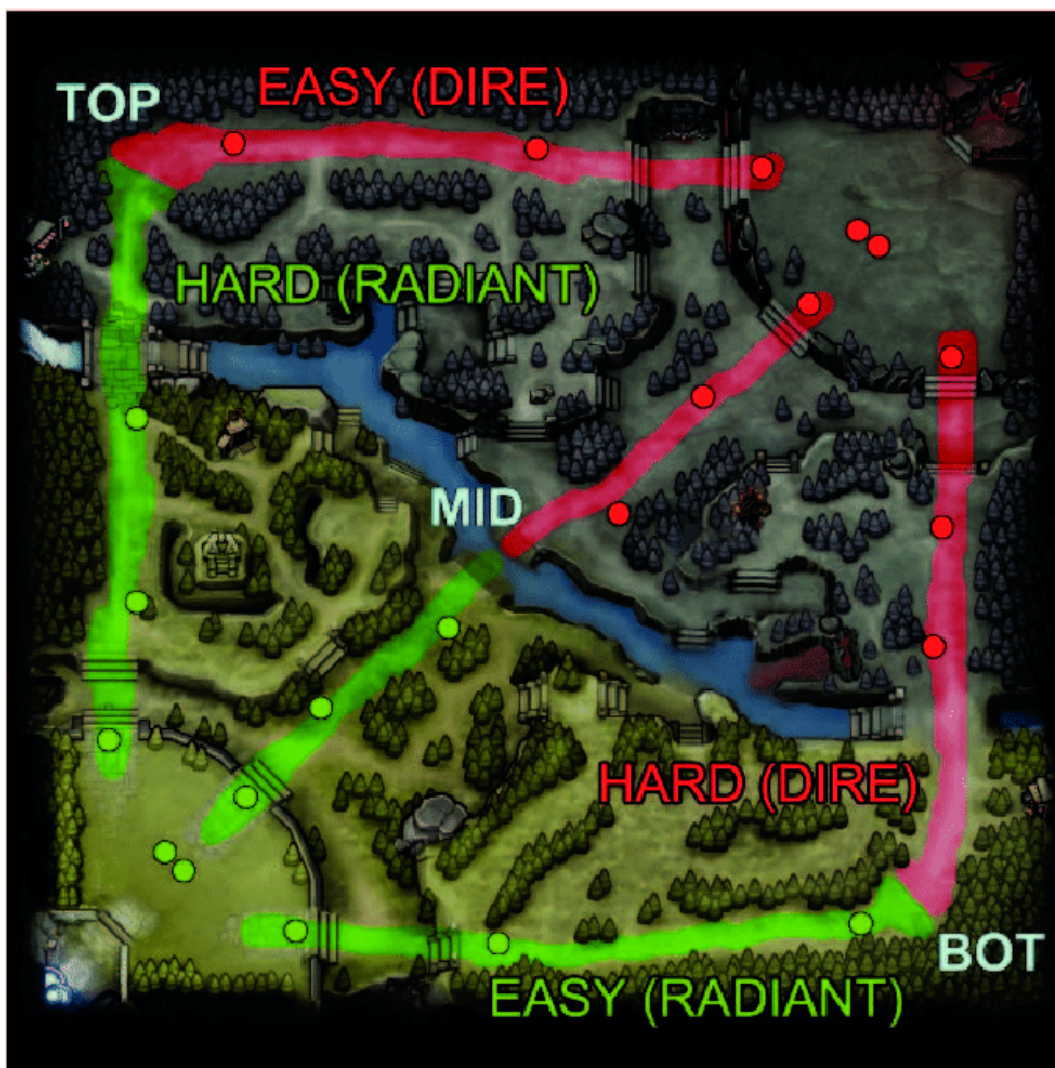 EASY (DIRE)
TOP
HARD (RADIANT)
MID
HARD (DIRE)
BOT
EASY (RADIANT)